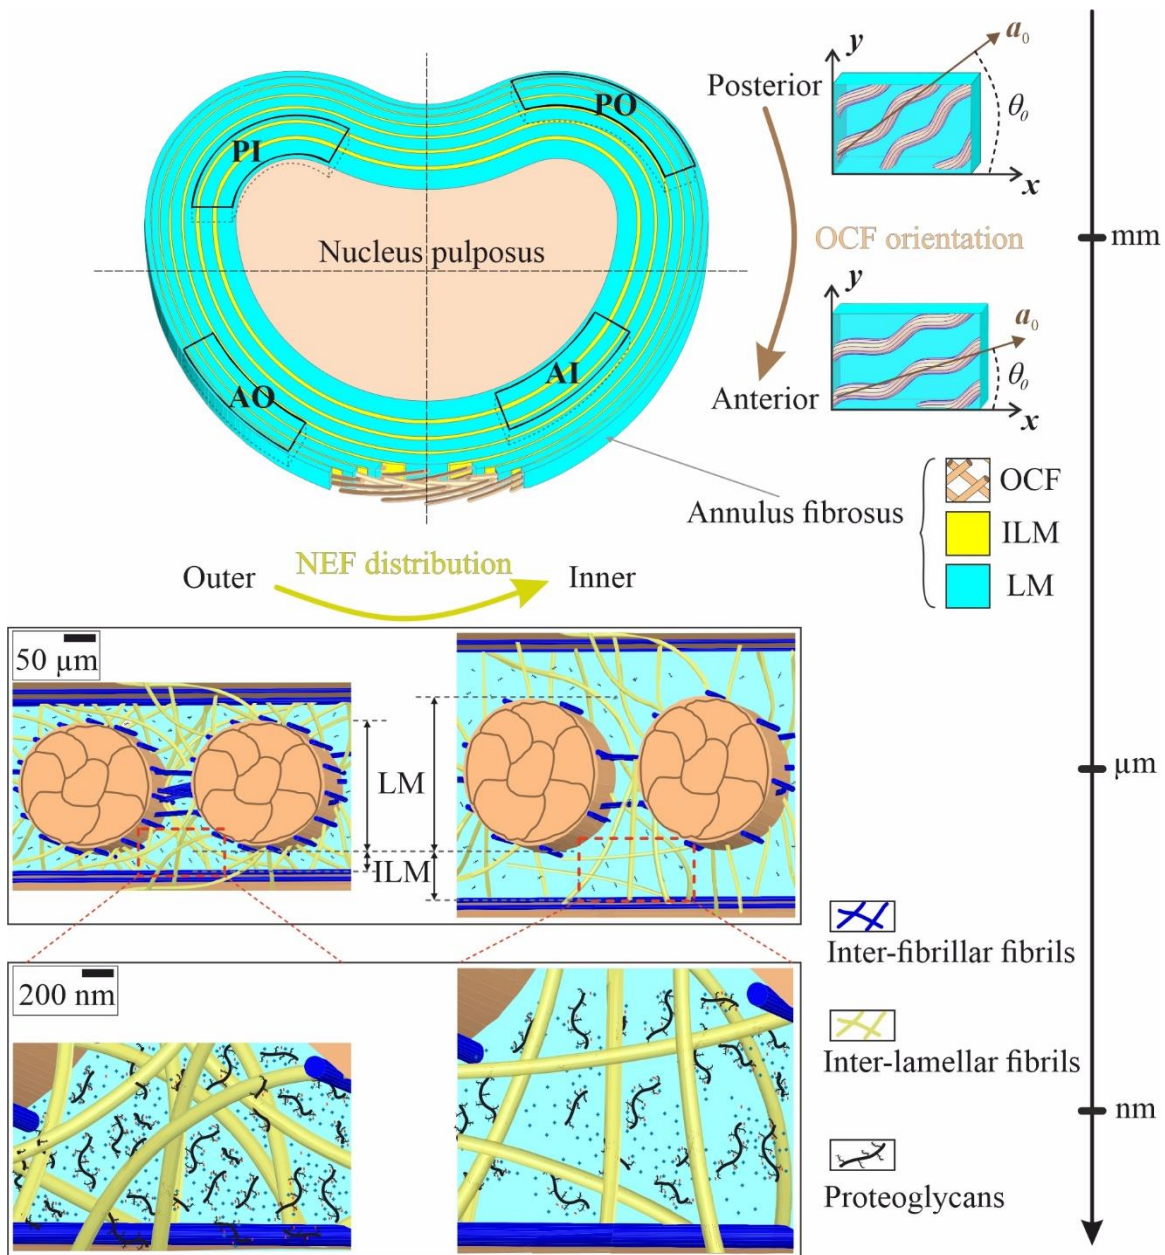 Posterior
y
a₀
θ₀
x
PO
PI
Nucleus pulposus
OCF orientation
mm
y
a₀
θ₀
x
Anterior
AO
AI
Annulus fibrosus
OCF
ILM
LM
Outer
NEF distribution
Inner
50 µm
LM
ILM
µm
Inter-fibrillar fibrils
200 nm
Inter-lamellar fibrils
nm
Proteoglycans